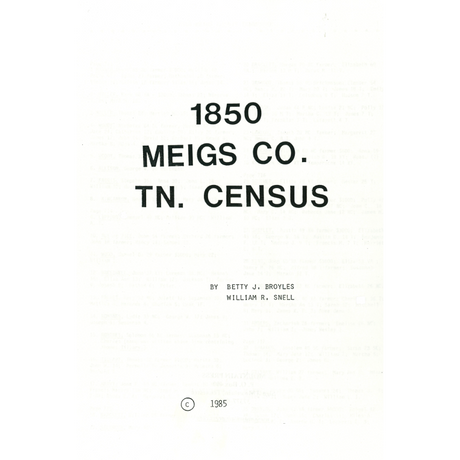 1850
MEIGS CO.
TN. CENSUS
BY BETTY J. BROYLES
WILLIAM R. SNELL
© 1985